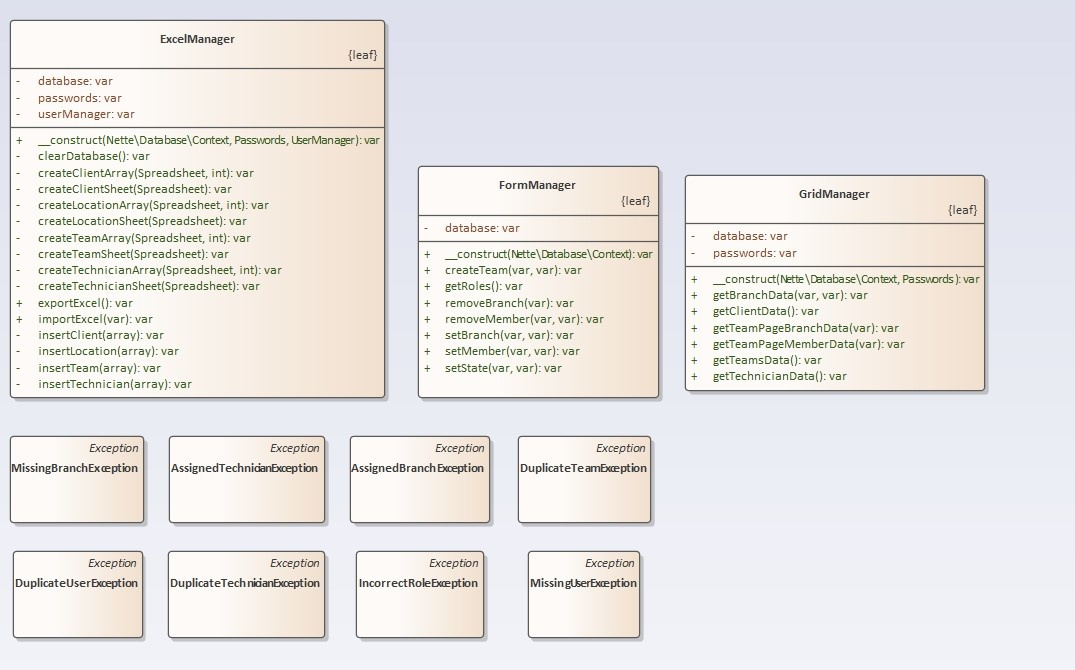 ExcelManager
{leaf}
- database: var
- passwords: var
- userManager: var
+ __construct(Nette\Database\Context, Passwords, UserManager): var
- clearDatabase(): var
- createClientArray(Spreadsheet, int): var
- createClientSheet(Spreadsheet): var
- createLocationArray(Spreadsheet, int): var
- createLocationSheet(Spreadsheet): var
- createTeamArray(Spreadsheet, int): var
- createTeamSheet(Spreadsheet): var
- createTechnicianArray(Spreadsheet, int): var
- createTechnicianSheet(Spreadsheet): var
+ exportExcel(): var
+ importExcel(var): var
- insertClient(array): var
- insertLocation(array): var
- insertTeam(array): var
- insertTechnician(array): var
FormManager
{leaf}
- database: var
+ __construct(Nette\Database\Context): var
+ createTeam(var, var): var
+ getRoles(): var
+ removeBranch(var): var
+ removeMember(var, var): var
+ setBranch(var, var): var
+ setMember(var, var): var
+ setState(var, var): var
GridManager
{leaf}
- database: var
- passwords: var
+ __construct(Nette\Database\Context, Passwords): var
+ getBranchData(var, var): var
+ getClientData(): var
+ getTeamPageBranchData(var): var
+ getTeamPageMemberData(var): var
+ getTeamsData(): var
+ getTechnicianData(): var
Exception
MissingBranchException
Exception
AssignedTechnicianException
Exception
AssignedBranchException
Exception
DuplicateTeamException
Exception
DuplicateUserException
Exception
DuplicateTechnicianException
Exception
IncorrectRoleException
Exception
MissingUserException